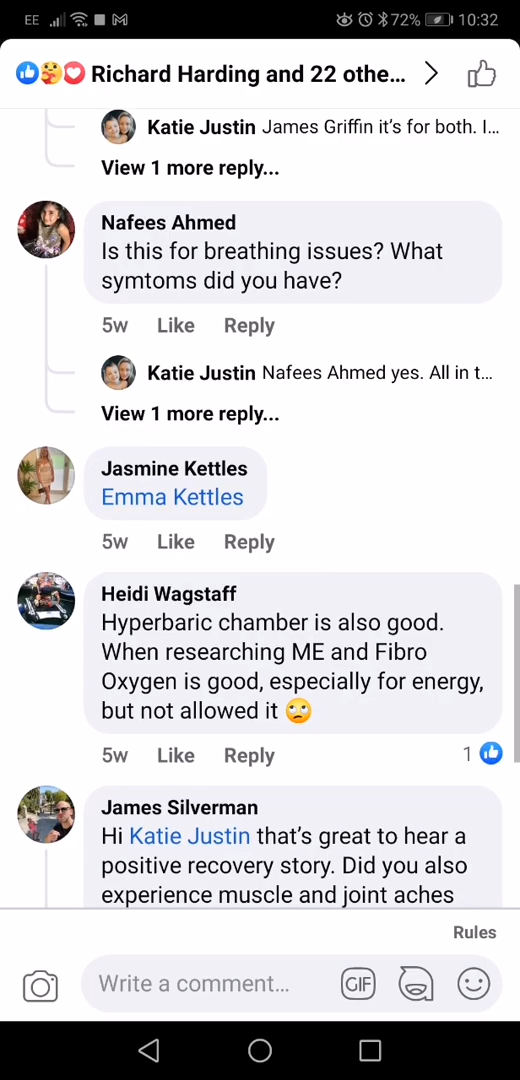 EE 72% 10:32
Richard Harding and 22 othe...
Katie Justin James Griffin it's for both. I...
View 1 more reply...
Nafees Ahmed
Is this for breathing issues? What
symtoms did you have?
5w Like Reply
Katie Justin Nafees Ahmed yes. All in t...
View 1 more reply...
Jasmine Kettles
Emma Kettles
5w Like Reply
Heidi Wagstaff
Hyperbaric chamber is also good.
When researching ME and Fibro
Oxygen is good, especially for energy,
but not allowed it 🙄
5w Like Reply 1
James Silverman
Hi Katie Justin that's great to hear a
positive recovery story. Did you also
experience muscle and joint aches
Rules
Write a comment...
GIF